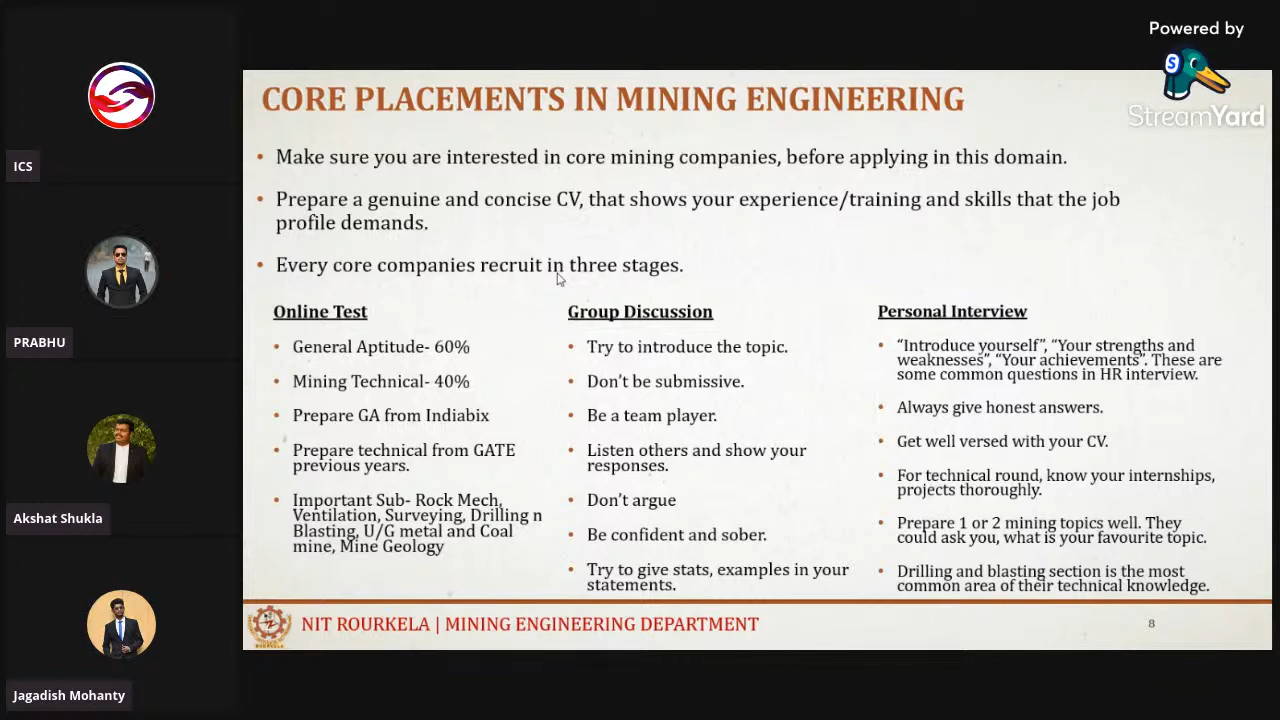 Powered by
StreamYard
ICS
PRABHU
Akshat Shukla
Jagadish Mohanty
CORE PLACEMENTS IN MINING ENGINEERING
• Make sure you are interested in core mining companies, before applying in this domain.
• Prepare a genuine and concise CV, that shows your experience/training and skills that the job
profile demands.
• Every core companies recruit in three stages.
Online Test
• General Aptitude- 60%
• Mining Technical- 40%
• Prepare GA from Indiabix
• Prepare technical from GATE
previous years.
• Important Sub- Rock Mech,
Ventilation, Surveying, Drilling n
Blasting, U/G metal and Coal
mine, Mine Geology
Group Discussion
• Try to introduce the topic.
• Don't be submissive.
• Be a team player.
• Listen others and show your
responses.
• Don't argue
• Be confident and sober.
• Try to give stats, examples in your
statements.
Personal Interview
• “Introduce yourself”, “Your strengths and
weaknesses”, “Your achievements”. These are
some common questions in HR interview.
• Always give honest answers.
• Get well versed with your CV.
• For technical round, know your internships,
projects thoroughly.
• Prepare 1 or 2 mining topics well. They
could ask you, what is your favourite topic.
• Drilling and blasting section is the most
common area of their technical knowledge.
NIT ROURKELA | MINING ENGINEERING DEPARTMENT
8